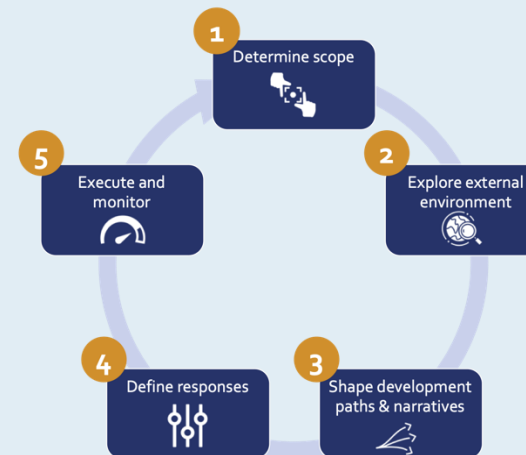 1
Determine scope
2
Explore external
environment
3
Shape development
paths & narratives
4
Define responses
5
Execute and
monitor